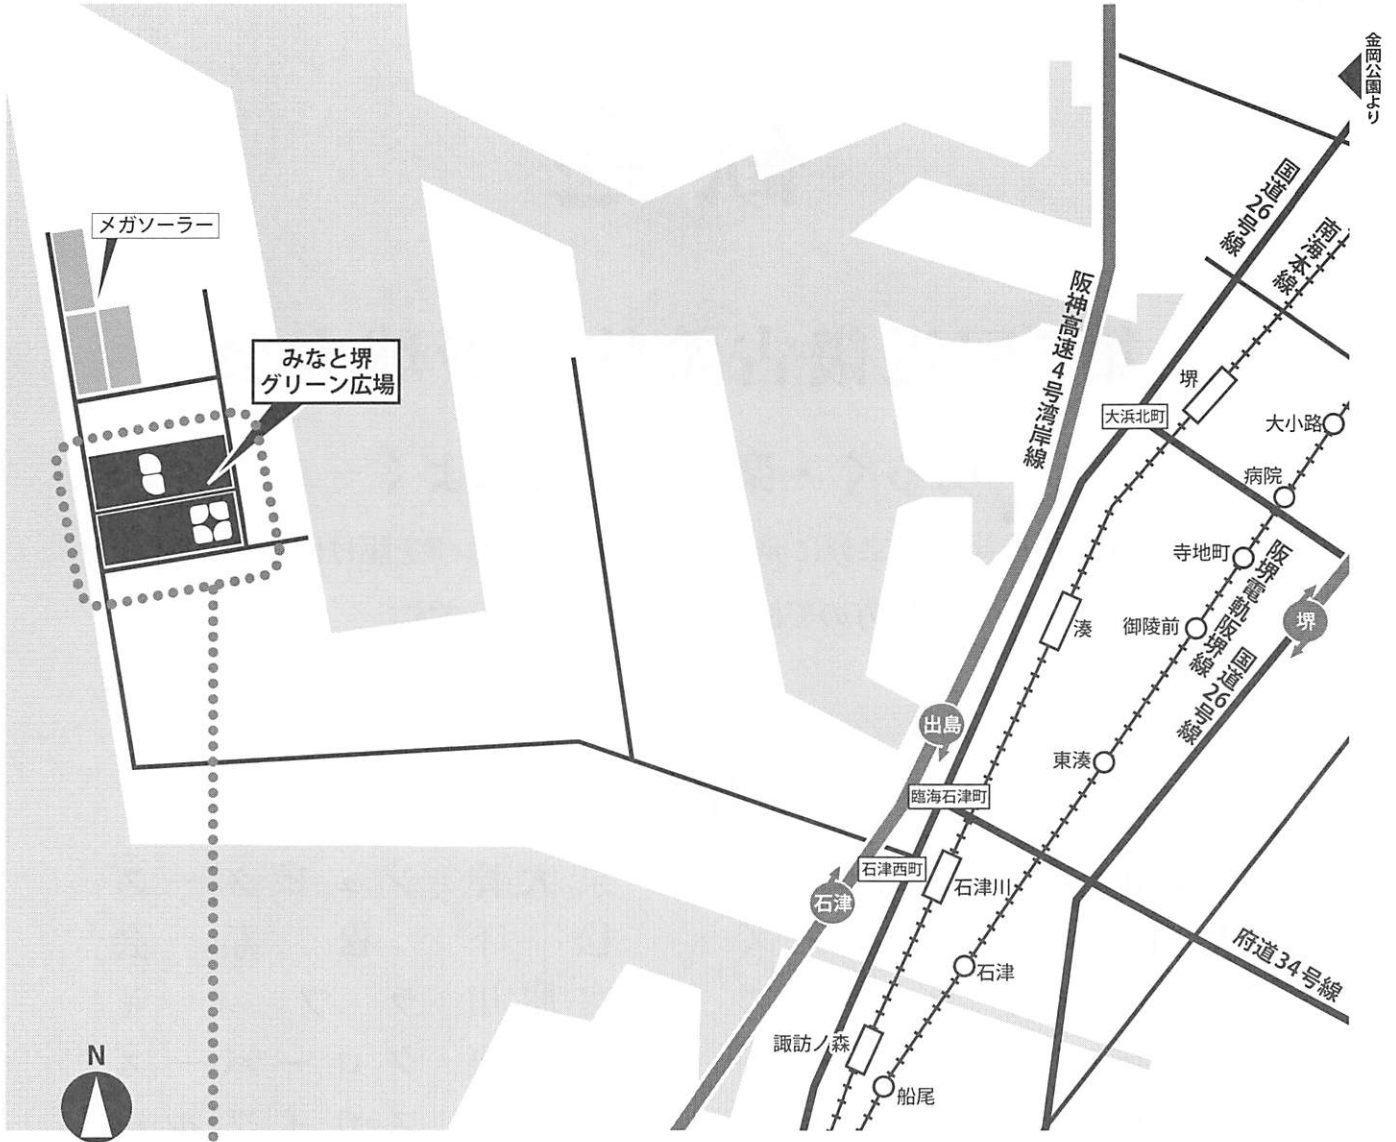 金岡公園より
国道26号線
南海本線
メガソーラー
阪神高速4号湾岸線
みなと堺
グリーン広場
堺
大浜北町
大小路
病院
寺地町
阪堺電軌阪堺線
湊
御陵前
堺
国道26号線
出島
東湊
臨海石津町
石津西町
石津川
石津
府道34号線
石津
諏訪ノ森
船尾
N